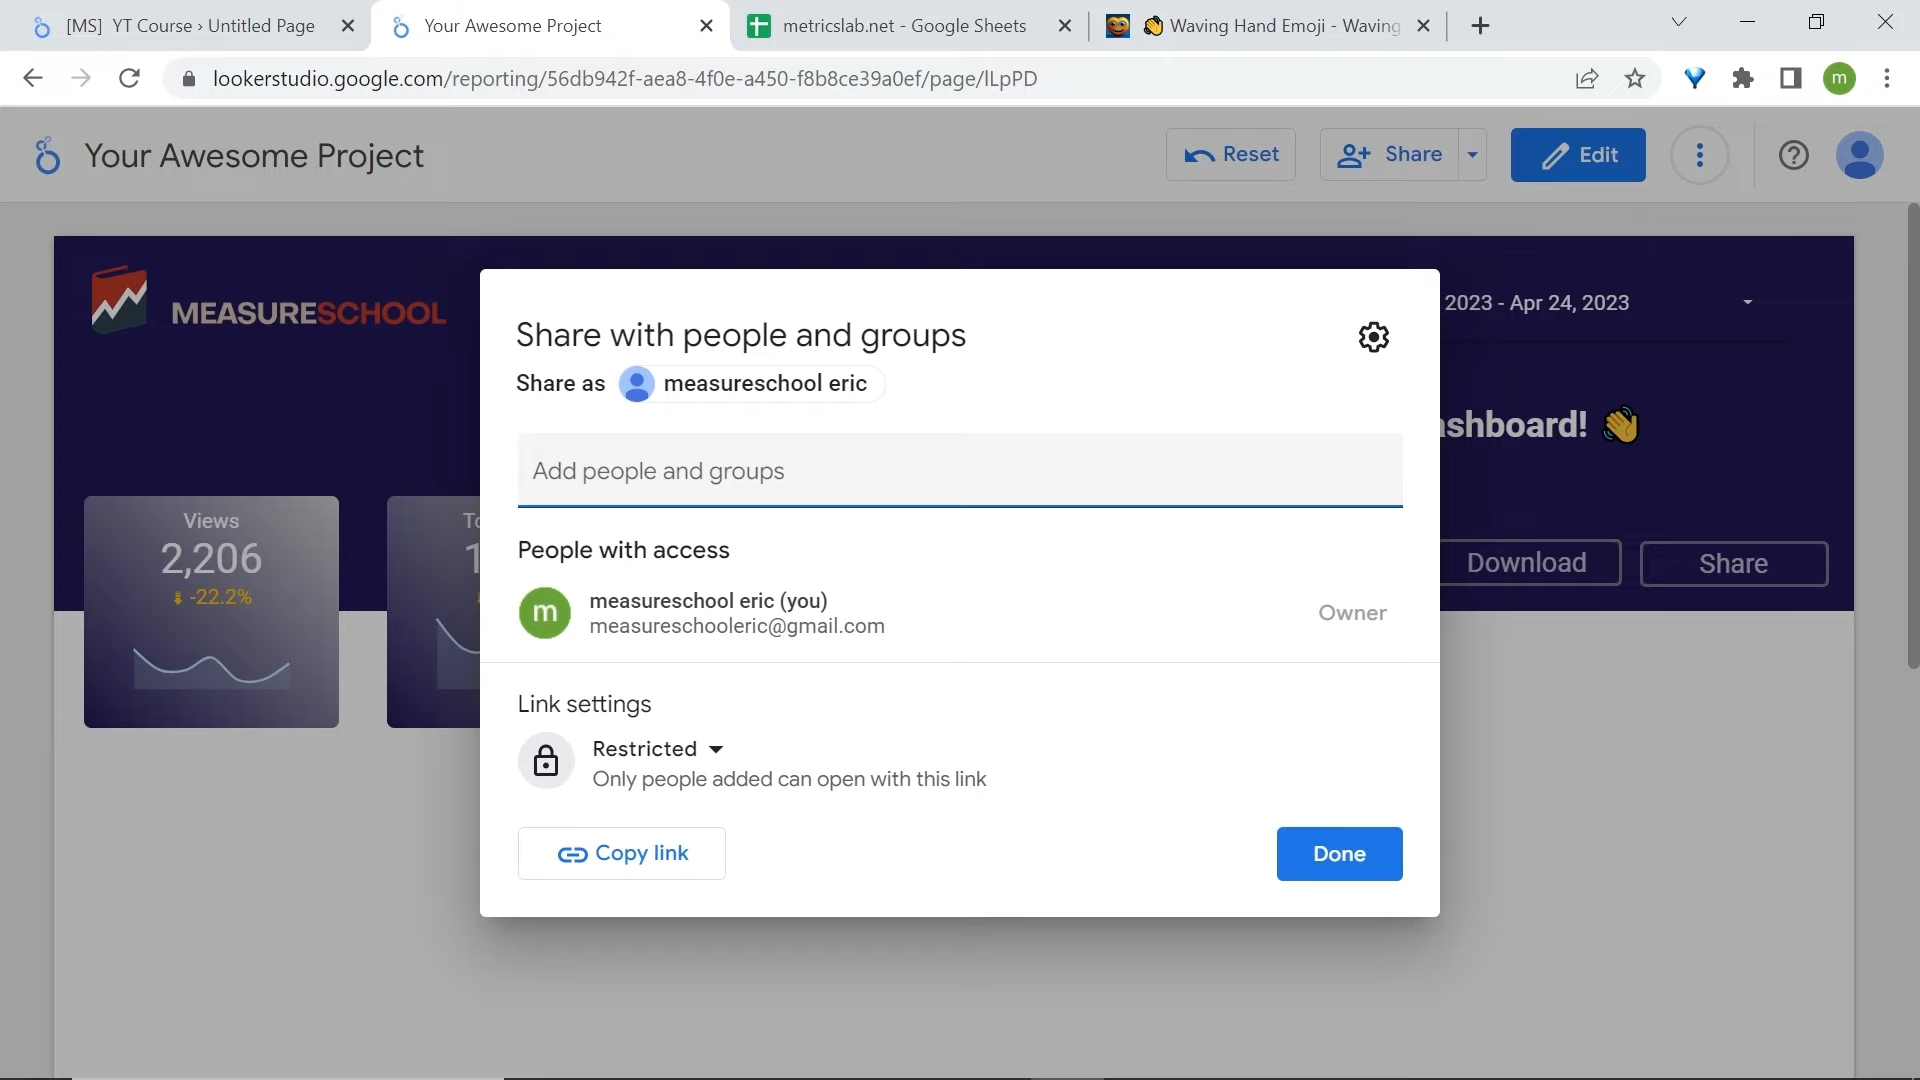 [MS] YT Course › Untitled Page
Your Awesome Project
metricslab.net - Google Sheets
👋 Waving Hand Emoji - Waving
lookerstudio.google.com/reporting/56db942f-aea8-4f0e-a450-f8b8ce39a0ef/page/lLpPD
m
Your Awesome Project
Reset
Share
Edit
MEASURESCHOOL
2023 - Apr 24, 2023
ashboard! 👋
Share with people and groups
Share as measureschool eric
Add people and groups
People with access
m
measureschool eric (you)
measureschooleric@gmail.com
Owner
Link settings
Restricted
Only people added can open with this link
Copy link
Done
Views
2,206
-22.2%
To
1
Download
Share